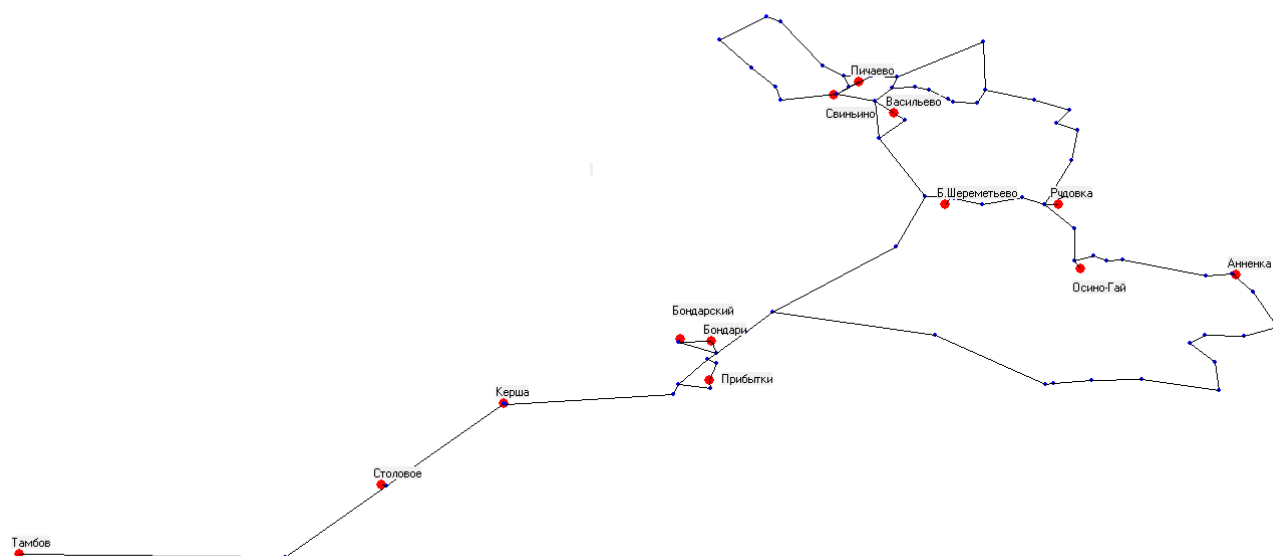 Пичаево
Васильево
Свиньино
Б.Шереметьево
Рудовка
Анненка
Осино-Гай
Бондарский
Бондари
Прибытки
Керша
Столовое
Тамбов